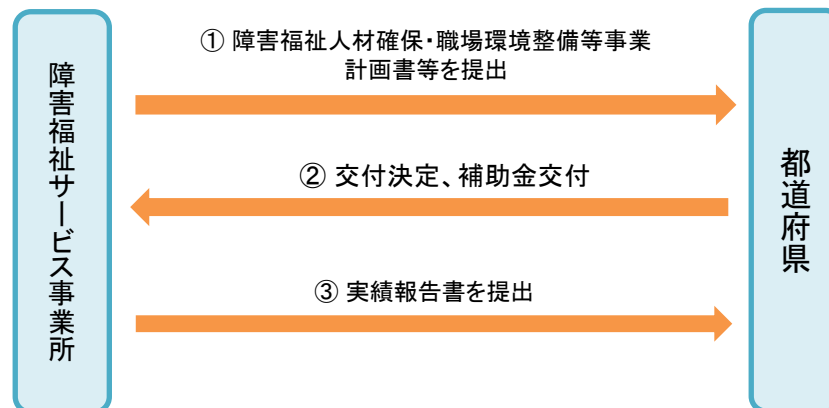 障害福祉サービス事業所
① 障害福祉人材確保・職場環境整備等事業
計画書等を提出
② 交付決定、補助金交付
③ 実績報告書を提出
都道府県